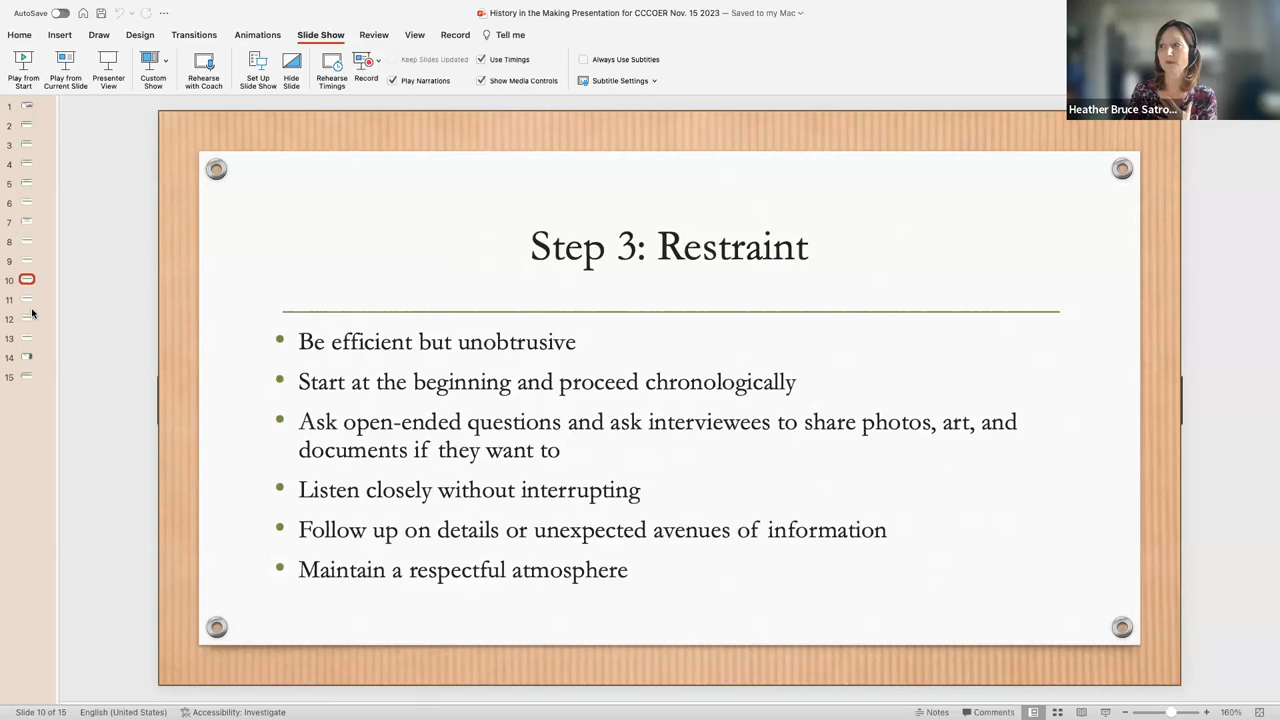 AutoSave
History in the Making Presentation for CCCOER Nov. 15 2023 — Saved to my Mac
Home Insert Draw Design Transitions Animations Slide Show Review View Record Tell me
Play from Start
Play from Current Slide
Presenter View
Custom Show
Rehearse with Coach
Set Up Slide Show
Hide Slide
Rehearse Timings
Record
Keep Slides Updated
Use Timings
Play Narrations
Show Media Controls
Always Use Subtitles
Subtitle Settings
Heather Bruce Satro...
1
2
3
4
5
6
7
8
9
10
11
12
13
14
15
Step 3: Restraint
• Be efficient but unobtrusive
• Start at the beginning and proceed chronologically
• Ask open-ended questions and ask interviewees to share photos, art, and
documents if they want to
• Listen closely without interrupting
• Follow up on details or unexpected avenues of information
• Maintain a respectful atmosphere
Slide 10 of 15 English (United States) Accessibility: Investigate Notes Comments 160%